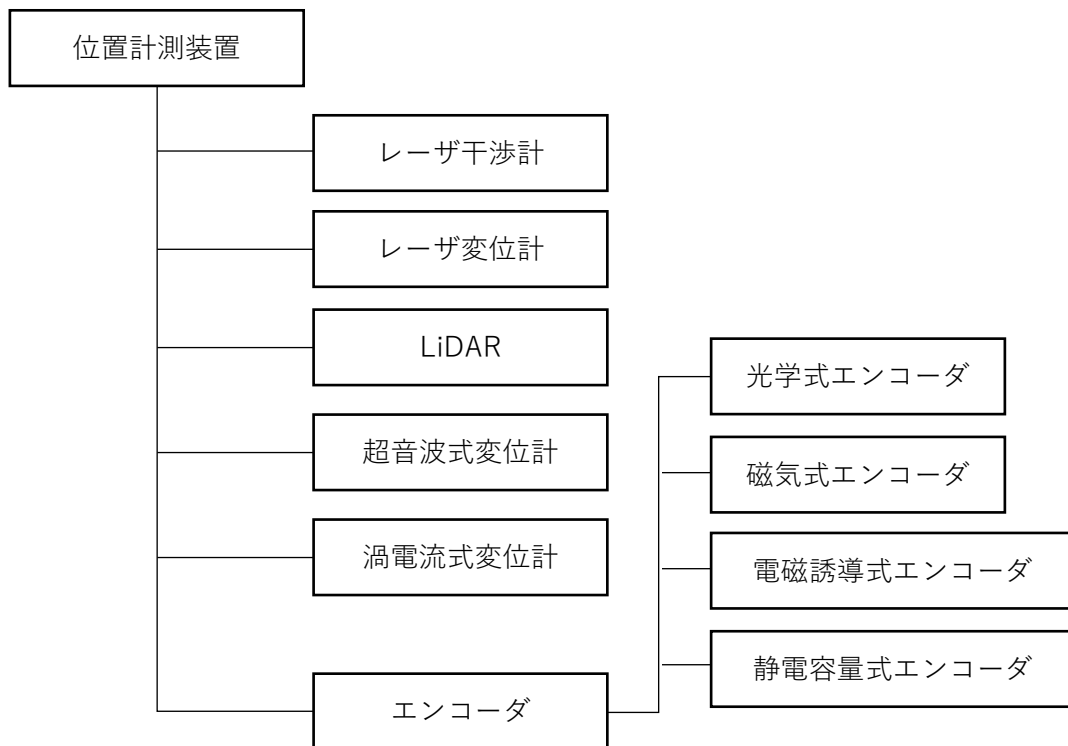 位置計測装置
レーザ干渉計
レーザ変位計
LiDAR
超音波式変位計
渦電流式変位計
エンコーダ
光学式エンコーダ
磁気式エンコーダ
電磁誘導式エンコーダ
静電容量式エンコーダ